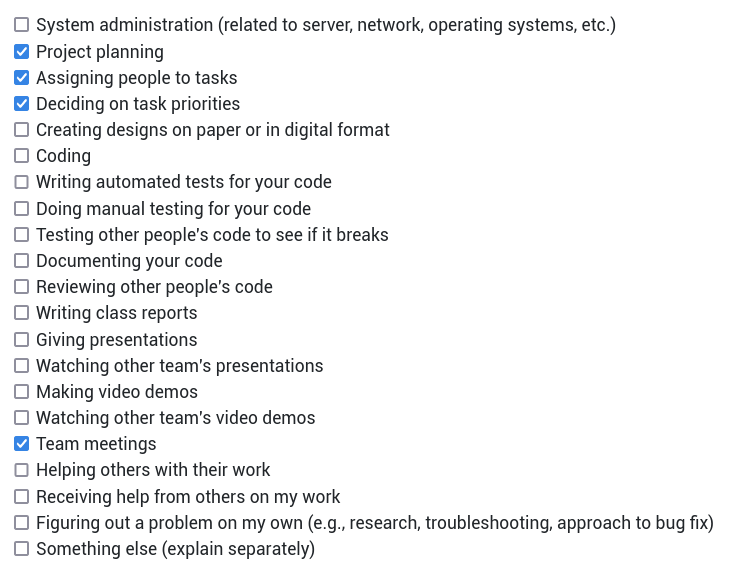 System administration (related to server, network, operating systems, etc.)
Project planning
Assigning people to tasks
Deciding on task priorities
Creating designs on paper or in digital format
Coding
Writing automated tests for your code
Doing manual testing for your code
Testing other people's code to see if it breaks
Documenting your code
Reviewing other people's code
Writing class reports
Giving presentations
Watching other team's presentations
Making video demos
Watching other team's video demos
Team meetings
Helping others with their work
Receiving help from others on my work
Figuring out a problem on my own (e.g., research, troubleshooting, approach to bug fix)
Something else (explain separately)